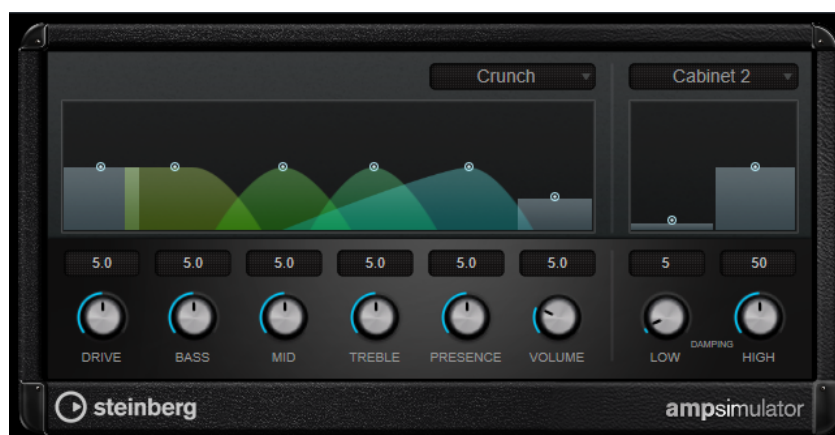 Crunch Cabinet 2
5.0 5.0 5.0 5.0 5.0 5.0 5 50
DRIVE BASS MID TREBLE PRESENCE VOLUME LOW DAMPING HIGH
steinberg ampsimulator